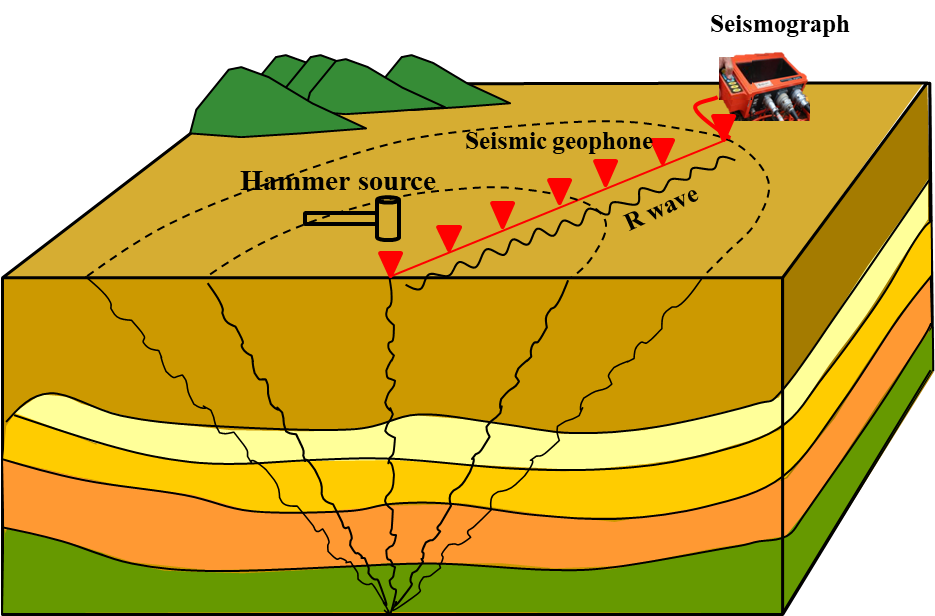 Seismograph
Seismic geophone
Hammer source
R wave